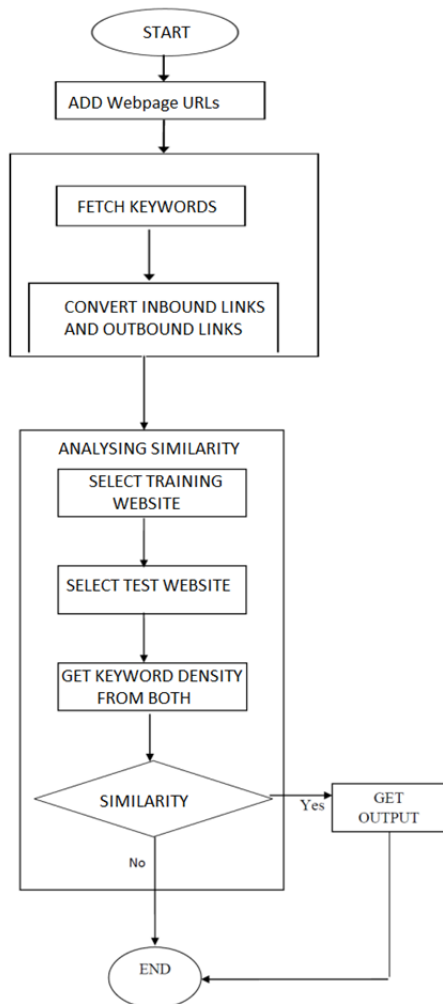 START
ADD Webpage URLs
FETCH KEYWORDS
CONVERT INBOUND LINKS
AND OUTBOUND LINKS
ANALYSING SIMILARITY
SELECT TRAINING
WEBSITE
SELECT TEST WEBSITE
GET KEYWORD DENSITY
FROM BOTH
SIMILARITY
Yes
GET
OUTPUT
No
END